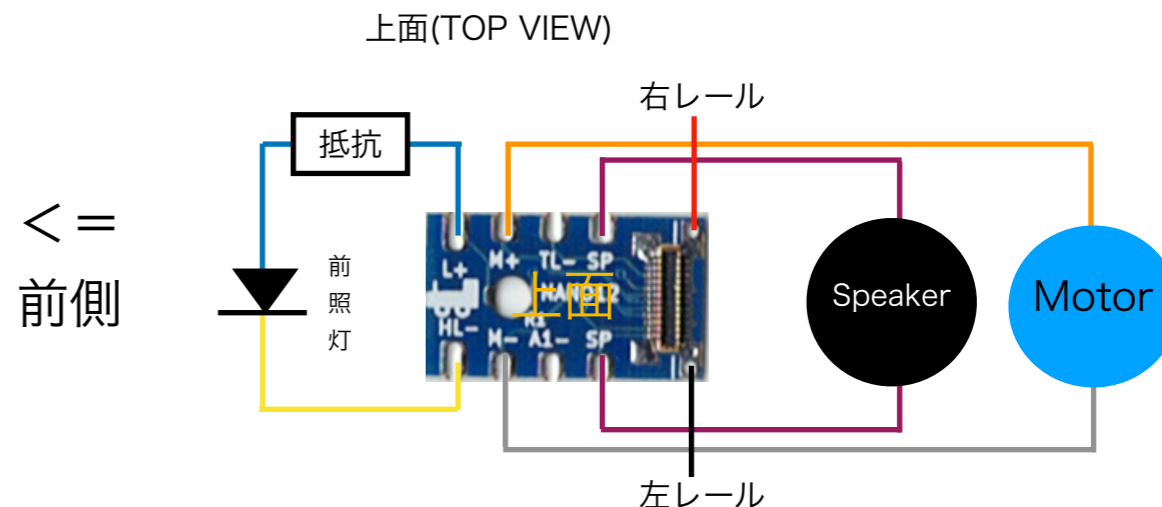 上面(TOP VIEW)
右レール
抵抗
＜＝
前側
前照灯
L+ M+ TL- SP
上面
HL- M- A1- SP
Speaker
Motor
左レール